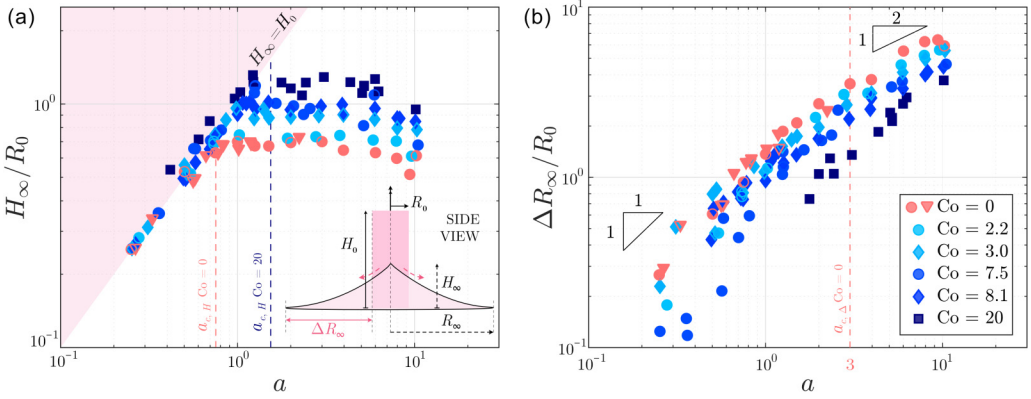 (a)
H∞/R0
10^0
10^-1
10^-1
10^0
10^1
a
H∞=H0
a_c, H Co = 0
a_c, H Co = 20
SIDE
VIEW
R0
H0
H∞
R∞
ΔR∞
(b)
ΔR∞/R0
10^1
10^0
10^-1
10^-1
10^0
3
10^1
a
1
1
1
2
a_c, Δ Co = 0
Co = 0
Co = 2.2
Co = 3.0
Co = 7.5
Co = 8.1
Co = 20